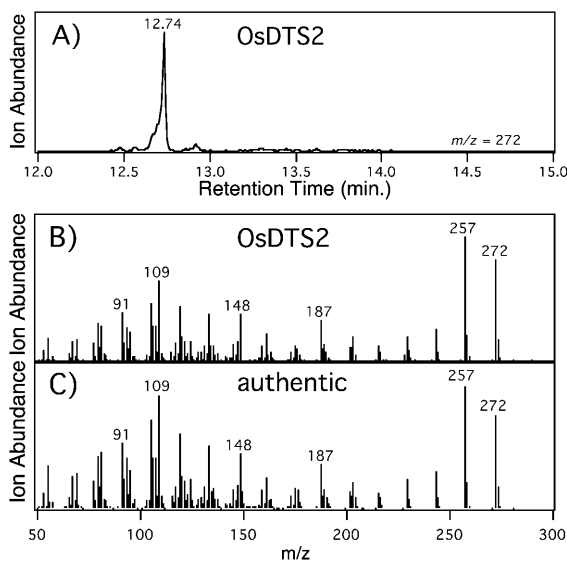 12.74
A) OsDTS2
Ion Abundance
m/z = 272
12.0 12.5 13.0 13.5 14.0 14.5 15.0
Retention Time (min.)
B) OsDTS2
Ion Abundance
91 109 148 187 257 272
C) authentic
Ion Abundance
91 109 148 187 257 272
50 100 150 200 250 300
m/z